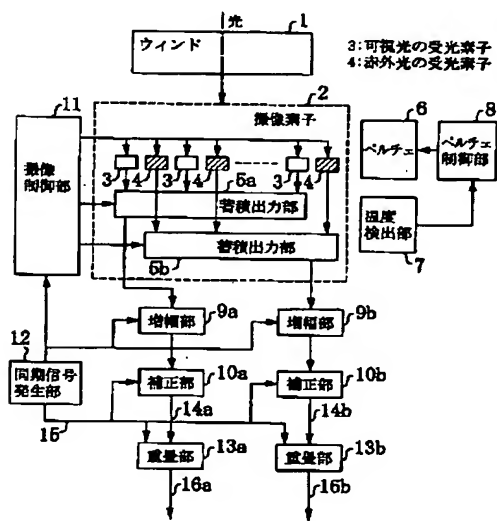 光
1
ウィンド
3:可視光の受光素子
4:赤外光の受光素子
2
11
撮像素子
6
8
ペルチェ
ペルチェ
制御部
3
4
3
4
3
4
撮像
制御部
5a
蓄積出力部
温度
検出部
蓄積出力部
7
5b
増幅部
9a
増幅部
9b
12
同期信号
発生部
補正部
10a
補正部
10b
14a
14b
15
重畳部
13a
重畳部
13b
16a
16b